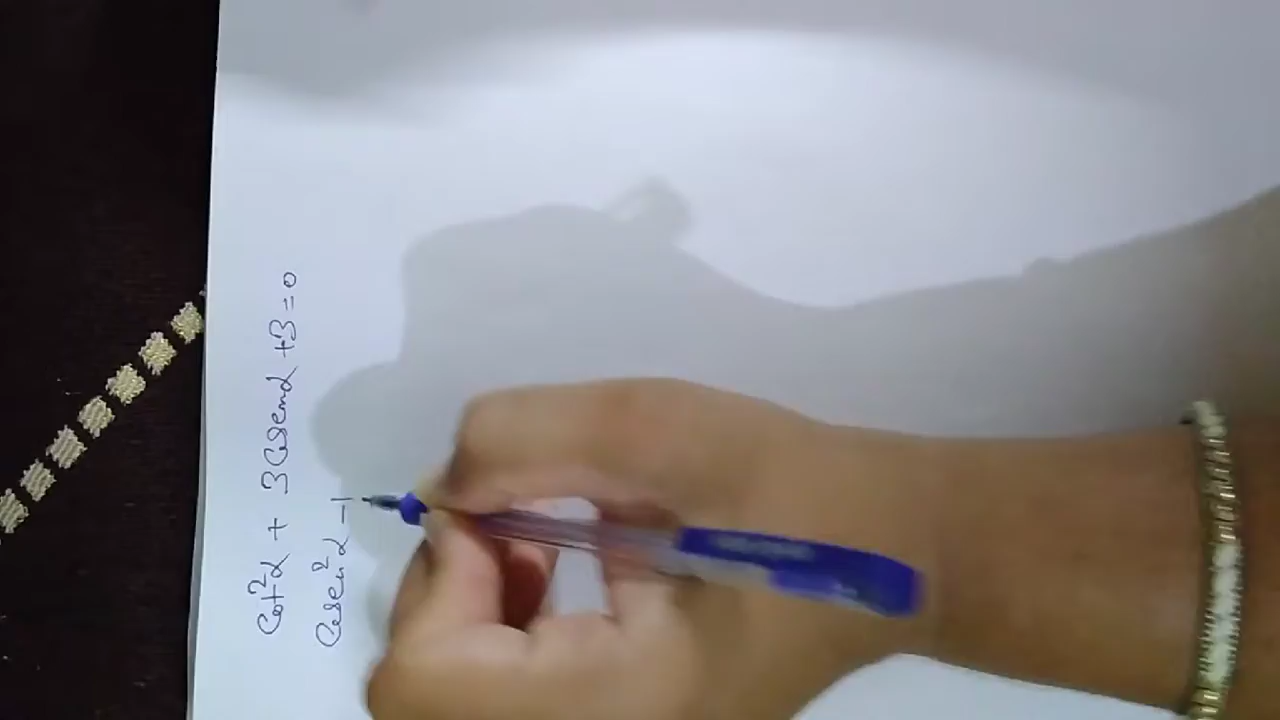 Cot²α + 3Cosecα +3=0
Cosec²α -1